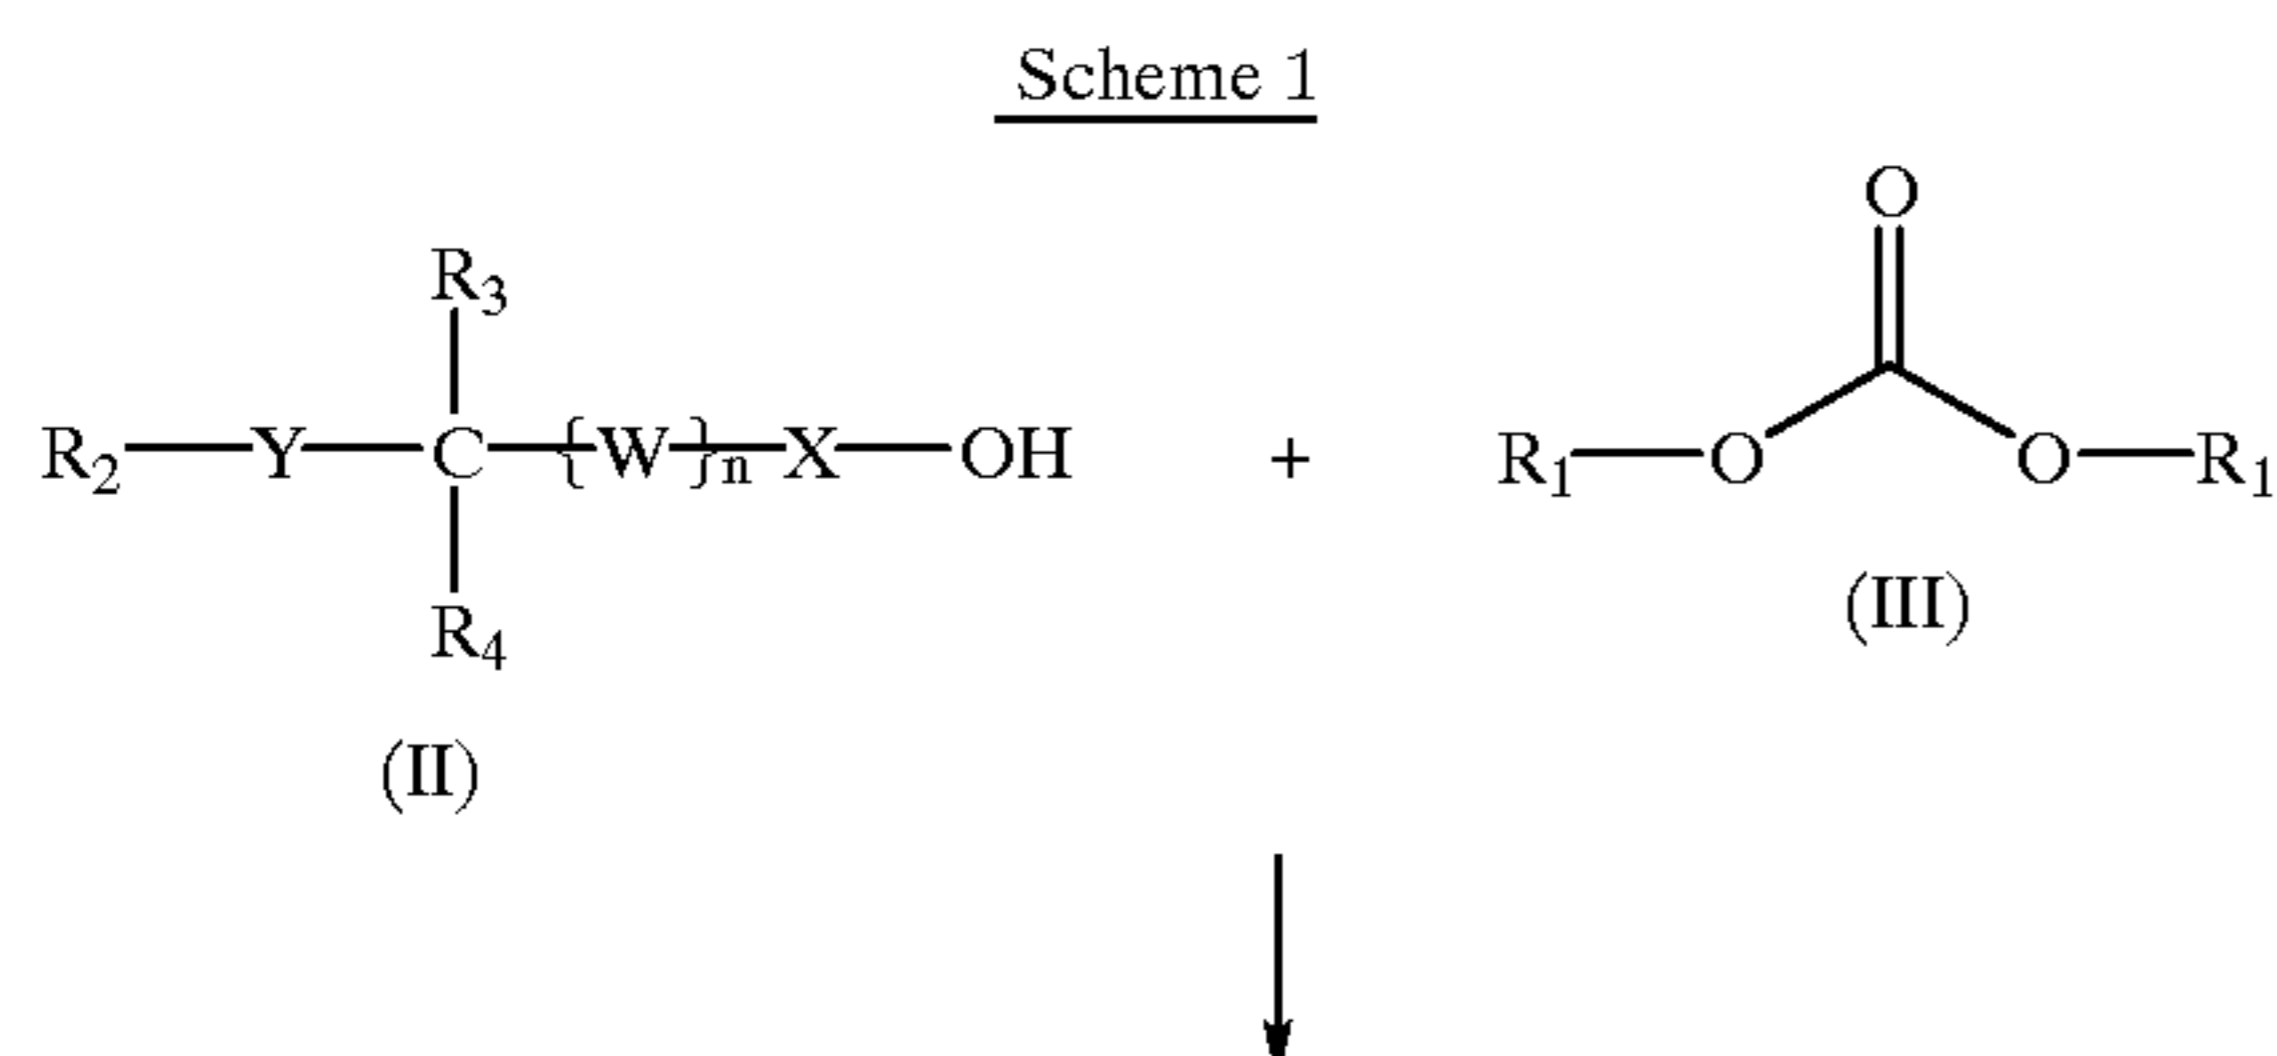 Scheme 1
O
R3
R2—Y—C—{W}n—X—OH + R1—O O—R1
R4
(III)
(II)